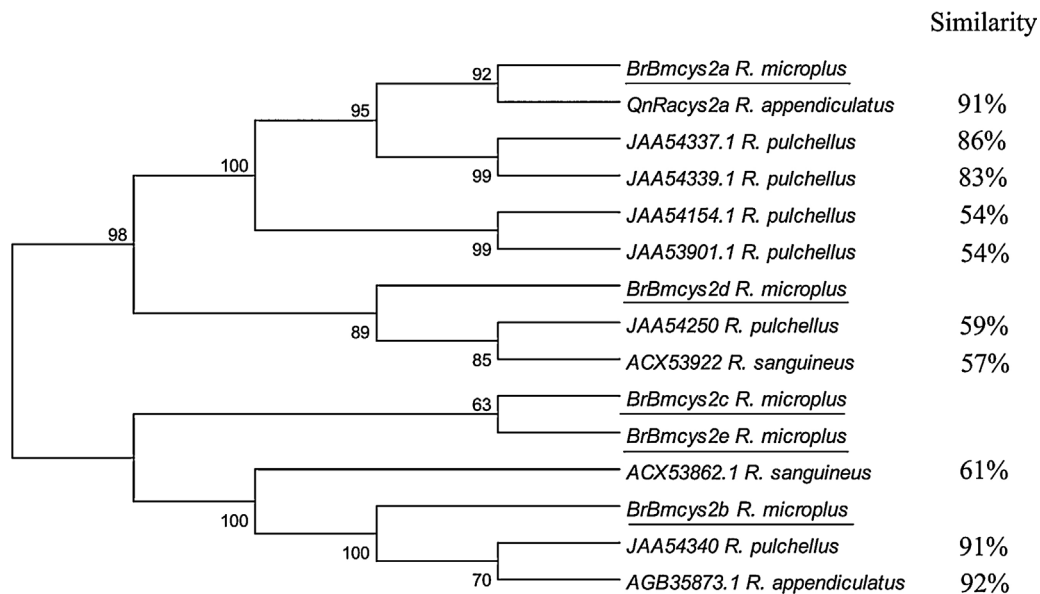 Similarity
92 BrBmcys2a R. microplus
QnRacys2a R. appendiculatus 91%
95
JAA54337.1 R. pulchellus 86%
99 JAA54339.1 R. pulchellus 83%
100
JAA54154.1 R. pulchellus 54%
99 JAA53901.1 R. pulchellus 54%
98
BrBmcys2d R. microplus
89 JAA54250 R. pulchellus 59%
85 ACX53922 R. sanguineus 57%
63 BrBmcys2c R. microplus
BrBmcys2e R. microplus
ACX53862.1 R. sanguineus 61%
100 BrBmcys2b R. microplus
100 JAA54340 R. pulchellus 91%
70 AGB35873.1 R. appendiculatus 92%